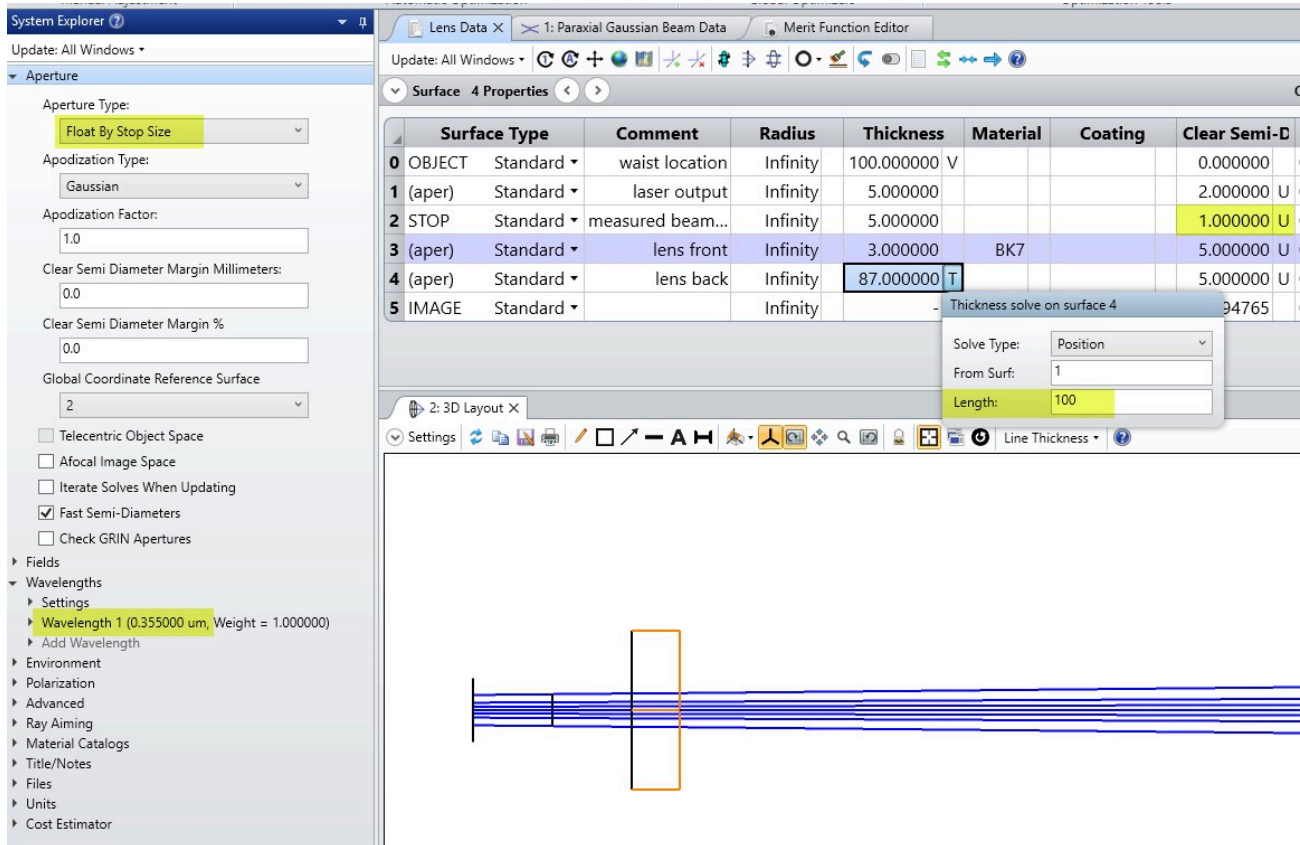 System Explorer
Update: All Windows
Aperture
Aperture Type:
Float By Stop Size
Apodization Type:
Gaussian
Apodization Factor:
1.0
Clear Semi Diameter Margin Millimeters:
0.0
Clear Semi Diameter Margin %
0.0
Global Coordinate Reference Surface
2
Telecentric Object Space
Afocal Image Space
Iterate Solves When Updating
Fast Semi-Diameters
Check GRIN Apertures
Fields
Wavelengths
Settings
Wavelength 1 (0.355000 um, Weight = 1.000000)
Add Wavelength
Environment
Polarization
Advanced
Ray Aiming
Material Catalogs
Title/Notes
Files
Units
Cost Estimator
Lens Data X 1: Paraxial Gaussian Beam Data Merit Function Editor
Update: All Windows
Surface 4 Properties
Surface Type Comment Radius Thickness Material Coating Clear Semi-D
0 OBJECT Standard waist location Infinity 100.000000 V 0.000000
1 (aper) Standard laser output Infinity 5.000000 2.000000 U
2 STOP Standard measured beam... Infinity 5.000000 1.000000 U
3 (aper) Standard lens front Infinity 3.000000 BK7 5.000000 U
4 (aper) Standard lens back Infinity 87.000000 T 5.000000 U
5 IMAGE Standard Infinity - 94765
Thickness solve on surface 4
Solve Type: Position
From Surf: 1
Length: 100
2: 3D Layout X
Settings Line Thickness